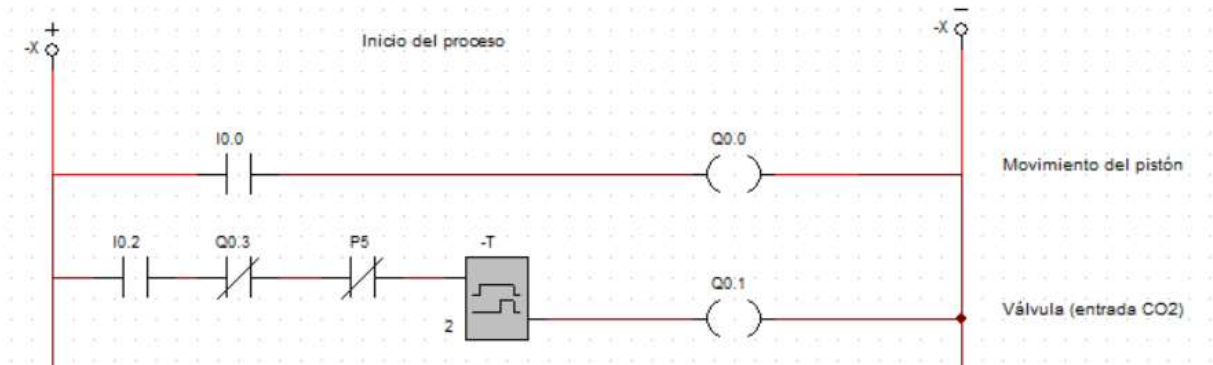 +
-X
Inicio del proceso
−
-X
I0.0
Q0.0
Movimiento del pistón
I0.2
Q0.3
P5
-T
2
Q0.1
Válvula (entrada CO2)